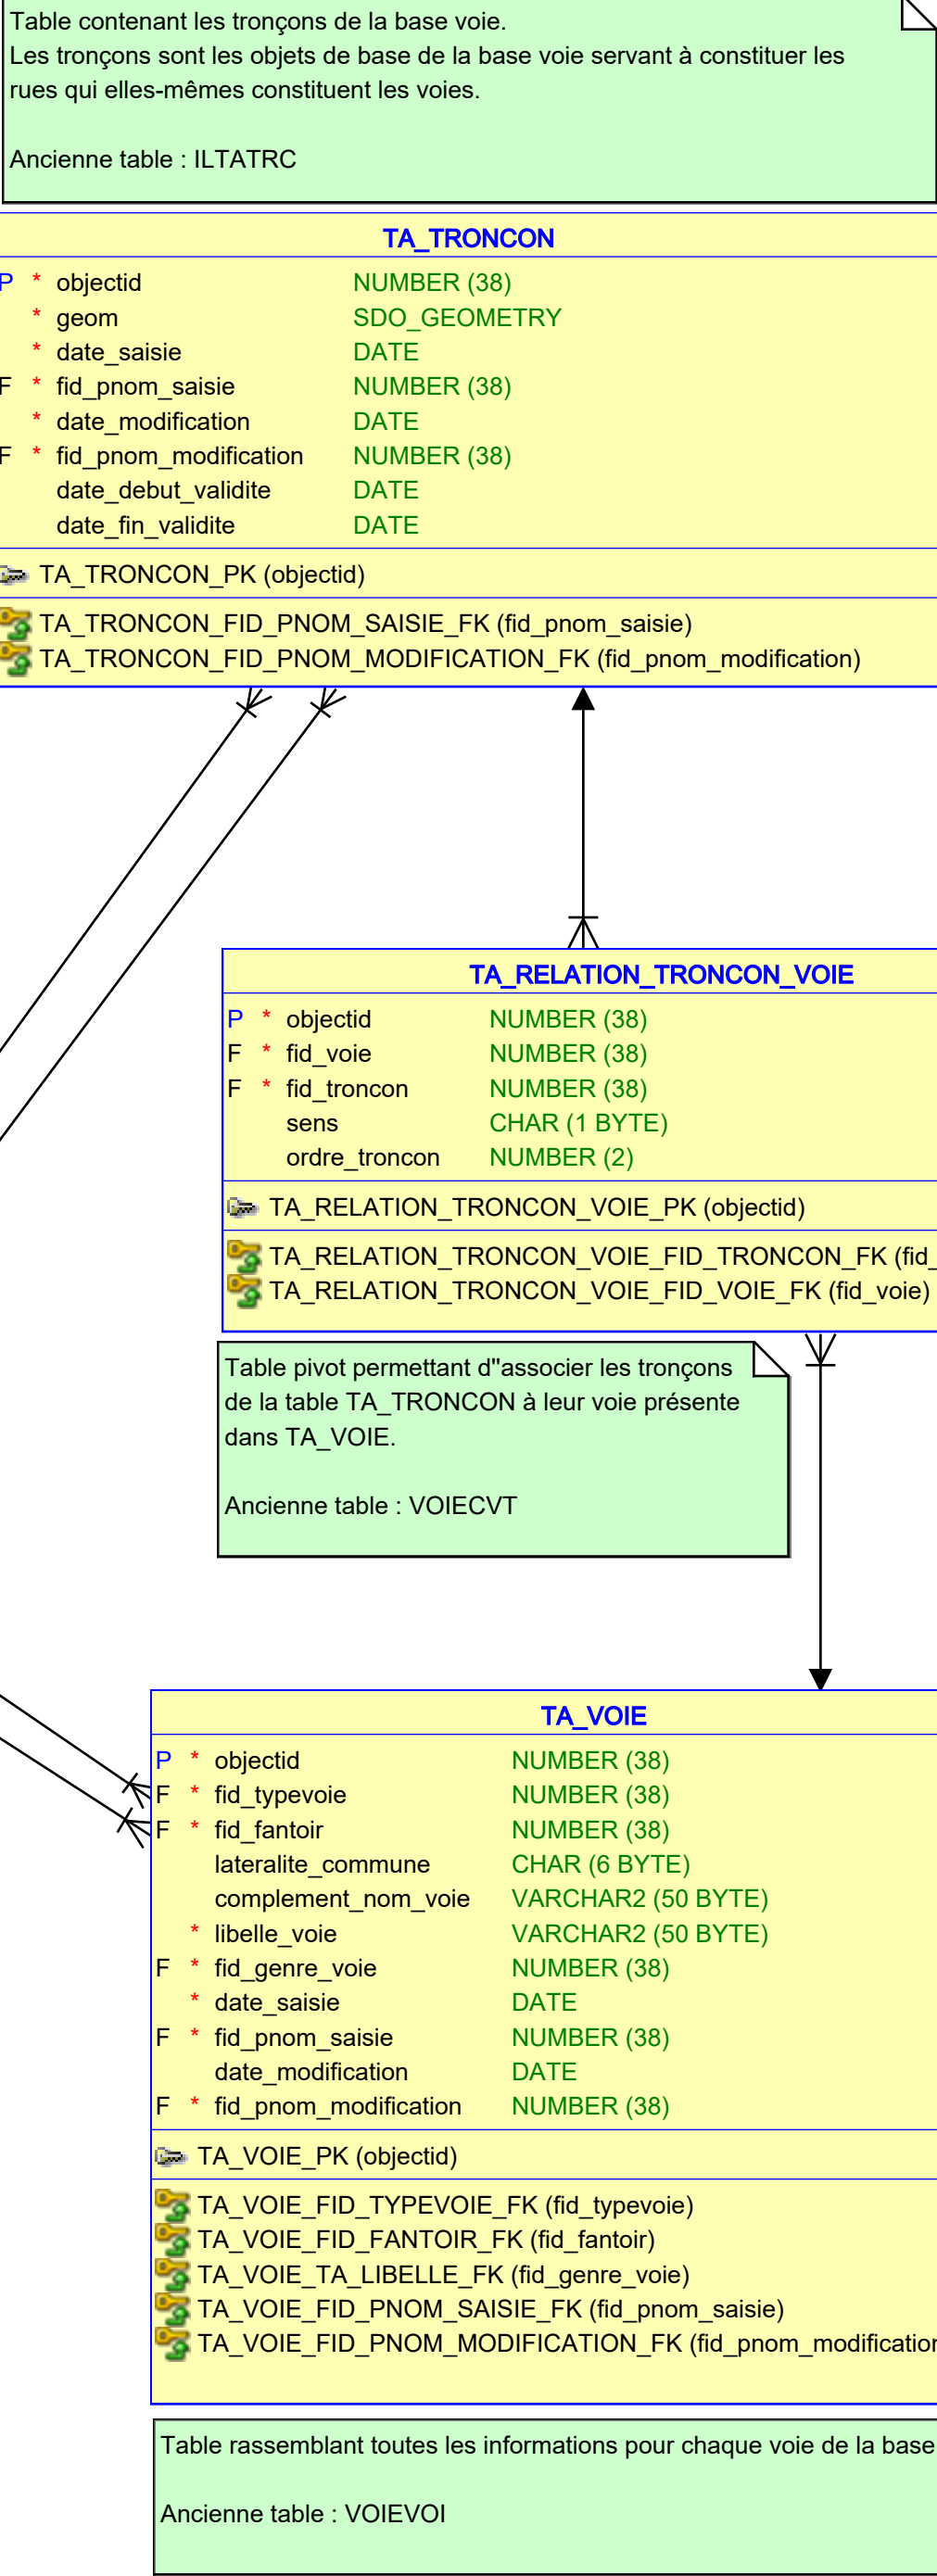 Table contenant les tronçons de la base voie.
Les tronçons sont les objets de base de la base voie servant à constituer les
rues qui elles-mêmes constituent les voies.
Ancienne table : ILTATRC
TA_TRONCON
P * objectid NUMBER (38)
* geom SDO_GEOMETRY
* date_saisie DATE
F * fid_pnom_saisie NUMBER (38)
* date_modification DATE
F * fid_pnom_modification NUMBER (38)
date_debut_validite DATE
date_fin_validite DATE
TA_TRONCON_PK (objectid)
TA_TRONCON_FID_PNOM_SAISIE_FK (fid_pnom_saisie)
TA_TRONCON_FID_PNOM_MODIFICATION_FK (fid_pnom_modification)
TA_RELATION_TRONCON_VOIE
P * objectid NUMBER (38)
F * fid_voie NUMBER (38)
F * fid_troncon NUMBER (38)
sens CHAR (1 BYTE)
ordre_troncon NUMBER (2)
TA_RELATION_TRONCON_VOIE_PK (objectid)
TA_RELATION_TRONCON_VOIE_FID_TRONCON_FK (fid_
TA_RELATION_TRONCON_VOIE_FID_VOIE_FK (fid_voie)
Table pivot permettant d''associer les tronçons
de la table TA_TRONCON à leur voie présente
dans TA_VOIE.
Ancienne table : VOIECVT
TA_VOIE
P * objectid NUMBER (38)
F * fid_typevoie NUMBER (38)
F * fid_fantoir NUMBER (38)
lateralite_commune CHAR (6 BYTE)
complement_nom_voie VARCHAR2 (50 BYTE)
* libelle_voie VARCHAR2 (50 BYTE)
F * fid_genre_voie NUMBER (38)
* date_saisie DATE
F * fid_pnom_saisie NUMBER (38)
date_modification DATE
F * fid_pnom_modification NUMBER (38)
TA_VOIE_PK (objectid)
TA_VOIE_FID_TYPEVOIE_FK (fid_typevoie)
TA_VOIE_FID_FANTOIR_FK (fid_fantoir)
TA_VOIE_TA_LIBELLE_FK (fid_genre_voie)
TA_VOIE_FID_PNOM_SAISIE_FK (fid_pnom_saisie)
TA_VOIE_FID_PNOM_MODIFICATION_FK (fid_pnom_modification
Table rassemblant toutes les informations pour chaque voie de la base
Ancienne table : VOIEVOI